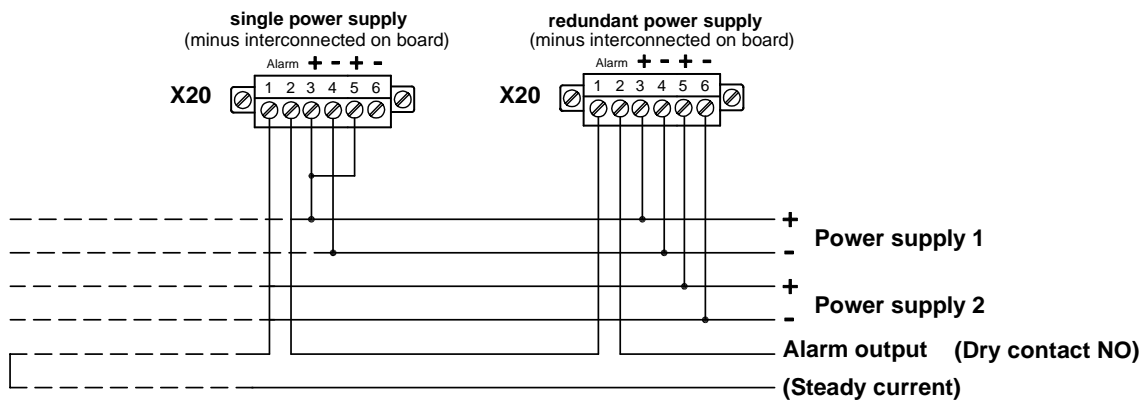 single power supply
(minus interconnected on board)
Alarm + - + -
X20
1 2 3 4 5 6
redundant power supply
(minus interconnected on board)
Alarm + - + -
X20
1 2 3 4 5 6
+
Power supply 1
-
+
Power supply 2
-
Alarm output (Dry contact NO)
(Steady current)